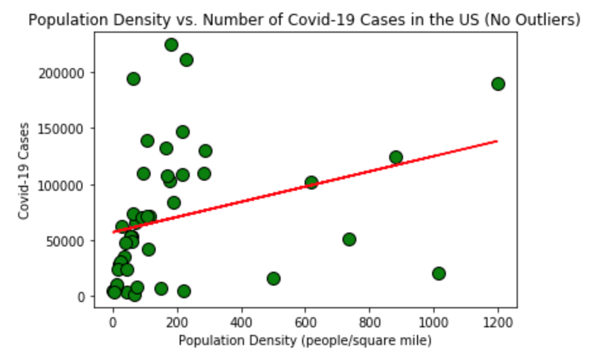 Population Density vs. Number of Covid-19 Cases in the US (No Outliers)
200000
150000
100000
50000
0
Covid-19 Cases
0 200 400 600 800 1000 1200
Population Density (people/square mile)